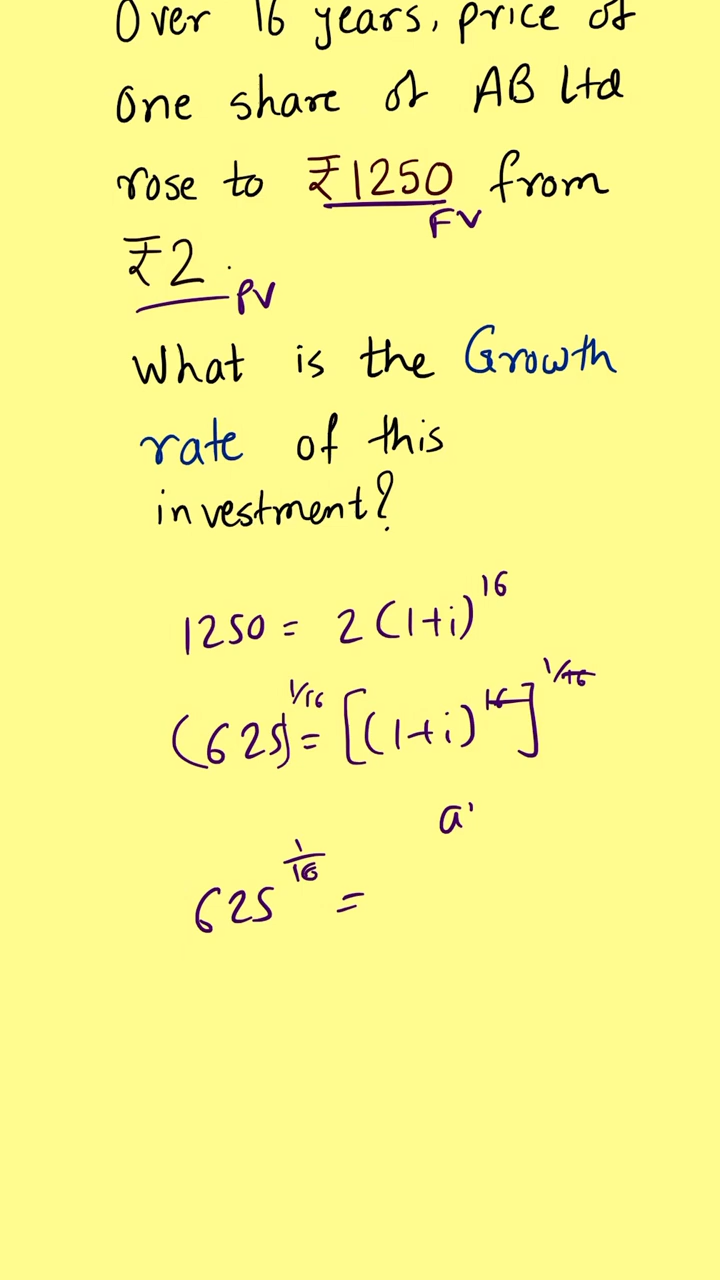 Over 16 years, price of
one share of AB Ltd
rose to ₹1250 from
FV
₹2.
PV
What is the Growth
rate of this
investment?
1250 = 2(1+i)^16
(625)^1/16 = [(1+i)^16]^1/16
a'
625^1/16 =